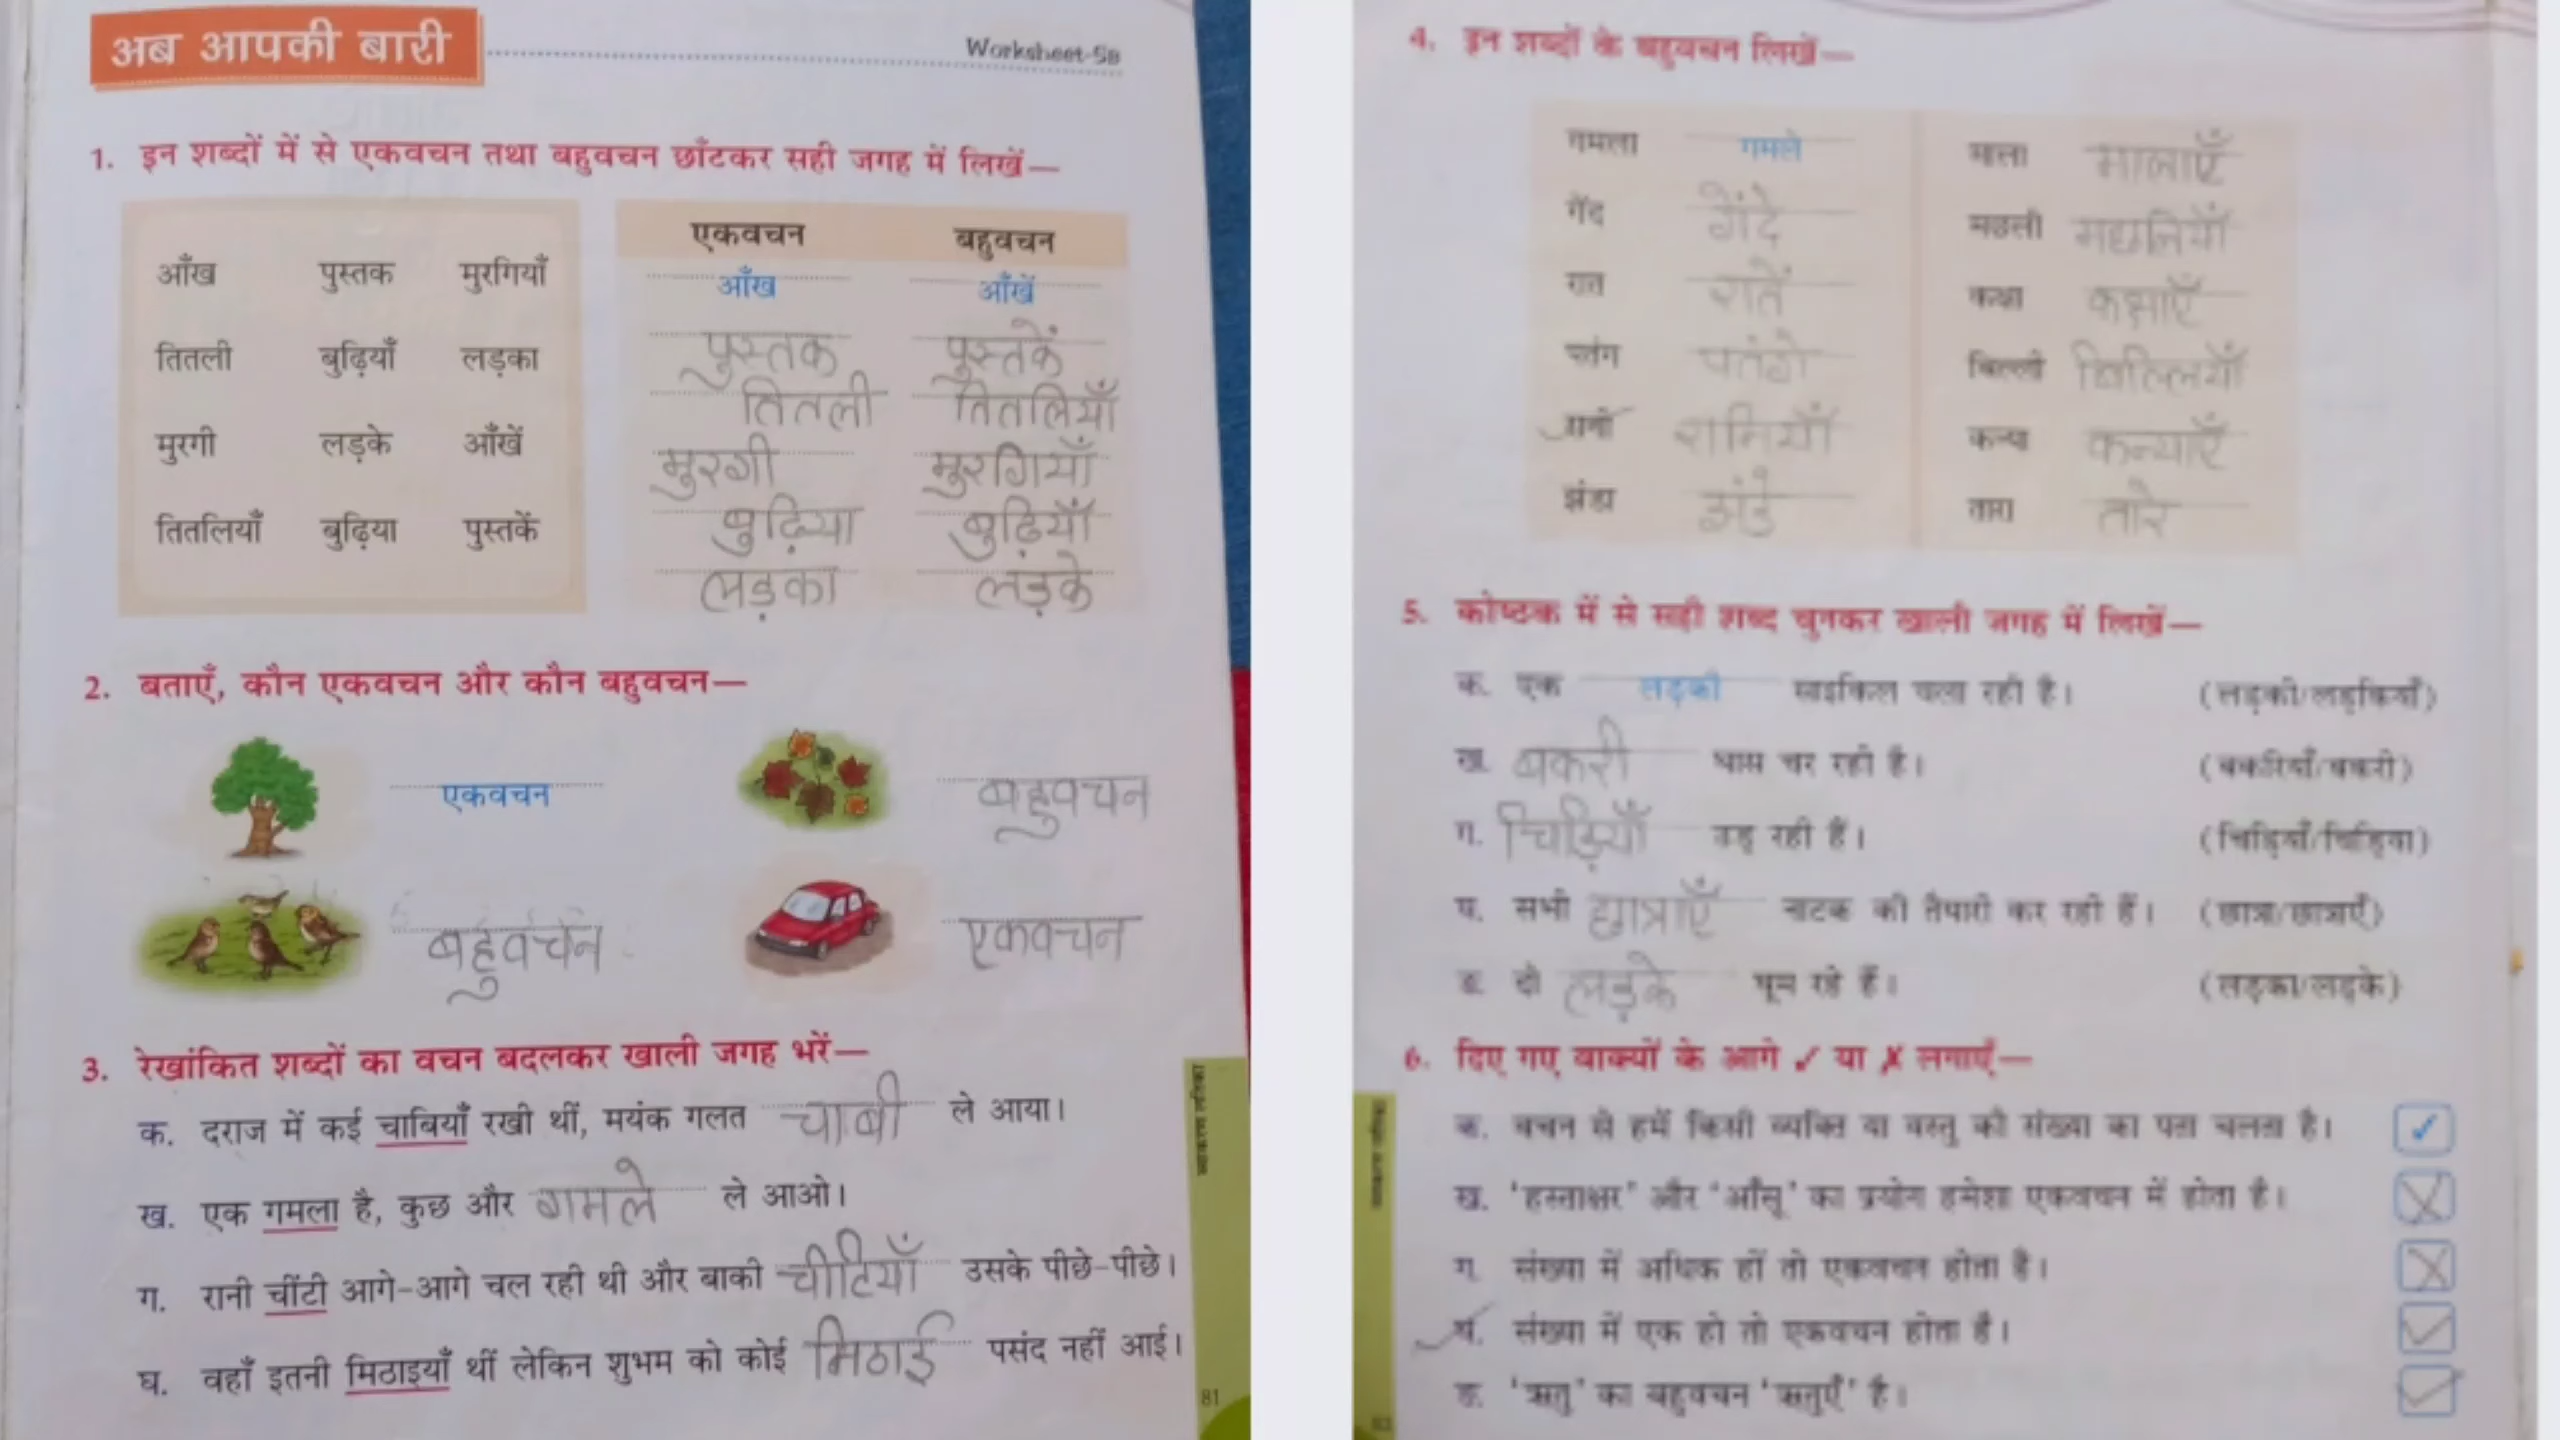 अब आपकी बारी
Worksheet-5B
1. इन शब्दों में से एकवचन तथा बहुवचन छाँटकर सही जगह में लिखें—
आँख पुस्तक मुरगियाँ
तितली बुढ़ियाँ लड़का
मुरगी लड़के आँखें
तितलियाँ बुढ़िया पुस्तकें
एकवचन बहुवचन
आँख आँखें
पुस्तक पुस्तकें
तितली तितलियाँ
मुरगी मुरगियाँ
बुढ़िया बुढ़ियाँ
लड़का लड़के
2. बताएँ, कौन एकवचन और कौन बहुवचन—
एकवचन बहुवचन
बहुवचन एकवचन
3. रेखांकित शब्दों का वचन बदलकर खाली जगह भरें—
क. दराज में कई चाबियाँ रखी थीं, मयंक गलत चाबी ले आया।
ख. एक गमला है, कुछ और गमले ले आओ।
ग. रानी चींटी आगे-आगे चल रही थी और बाकी चीटियाँ उसके पीछे-पीछे।
घ. वहाँ इतनी मिठाइयाँ थीं लेकिन शुभम को कोई मिठाई पसंद नहीं आई।
81
4. इन शब्दों के बहुवचन लिखें—
गमला गमले माला मालाएँ
गेंद गेंदे मछली मछलियाँ
रात रातें कक्षा कक्षाएँ
पतंग पतंगे बिल्ली बिल्लियाँ
रानी रानियाँ कन्या कन्याएँ
झंडा झंडे तारा तारे
5. कोष्ठक में से सही शब्द चुनकर खाली जगह में लिखें—
क. एक लड़की साइकिल चला रही है। (लड़की/लड़कियाँ)
ख. बकरी घास चर रही है। (बकरियाँ/बकरी)
ग. चिड़ियाँ उड़ रही हैं। (चिड़ियाँ/चिड़िया)
घ. सभी छात्राएँ नाटक की तैयारी कर रही हैं। (छात्रा/छात्राएँ)
ङ. दो लड़के घूम रहे हैं। (लड़का/लड़के)
6. दिए गए वाक्यों के आगे ✓ या ✗ लगाएँ—
क. वचन से हमें किसी व्यक्ति या वस्तु की संख्या का पता चलता है। ✓
ख. 'हस्ताक्षर' और 'आँसू' का प्रयोग हमेशा एकवचन में होता है। ✗
ग. संख्या में अधिक हों तो एकवचन होता है। ✗
घ. संख्या में एक हो तो एकवचन होता है। ✓
ङ. 'ऋतु' का बहुवचन 'ऋतुएँ' है। ✓